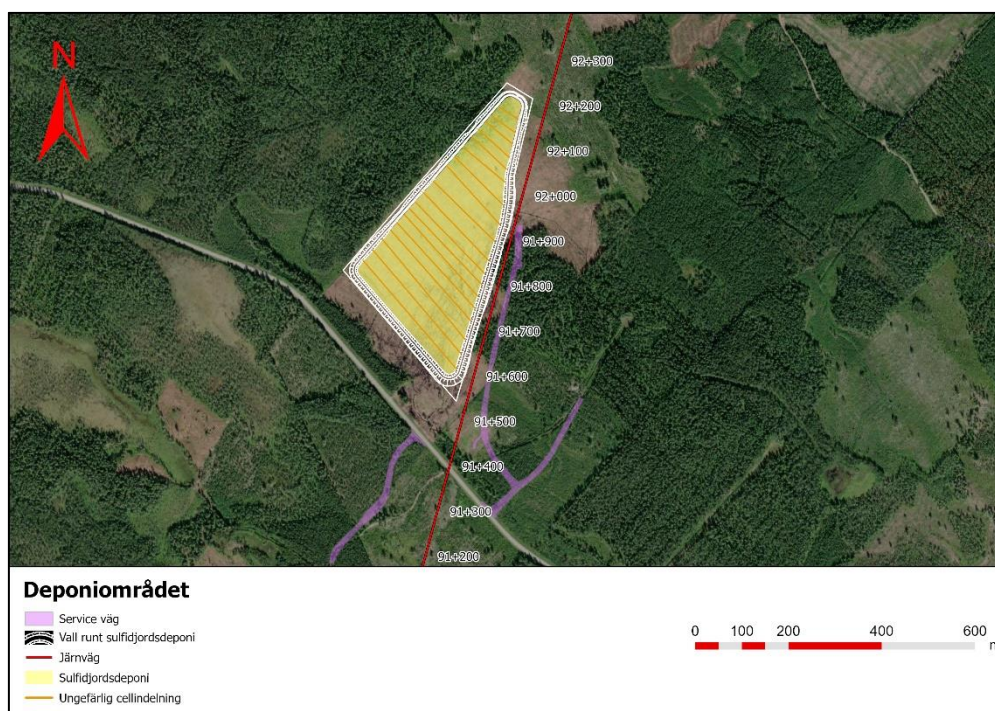 N
92+300
92+200
92+100
92+000
91+900
91+800
91+700
91+600
91+500
91+400
91+300
91+200
Deponiområdet
Service väg
Vall runt sulfidjordsdeponi
Järnväg
Sulfidjordsdeponi
Ungefärlig cellindelning
0 100 200 400 600